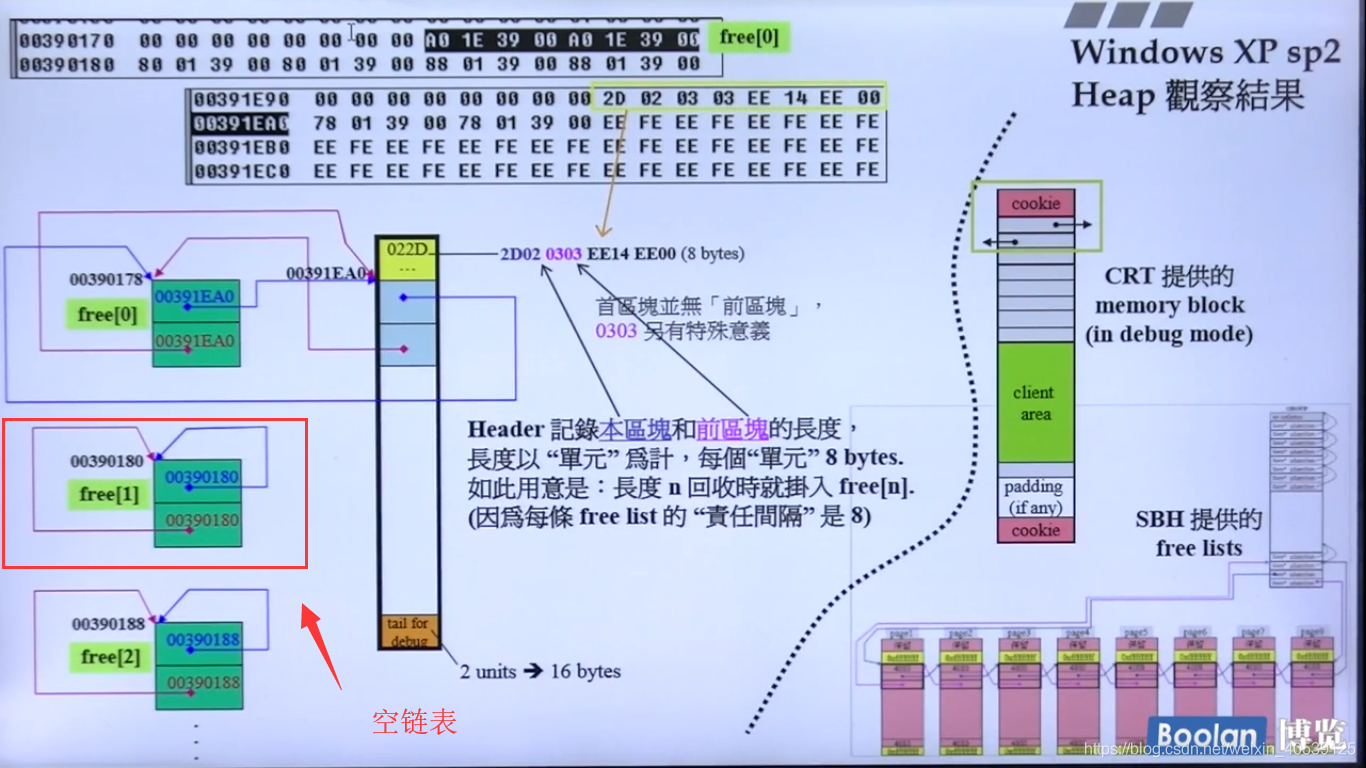 Windows XP sp2
Heap 觀察結果
00390170 00 00 00 00 00 00 00 00 A0 1E 39 00 A0 1E 39 00
free[0]
00390180 80 01 39 00 80 01 39 00 88 01 39 00 88 01 39 00
00391E90 00 00 00 00 00 00 00 00 2D 02 03 03 EE 14 EE 00
00391EA0 78 01 39 00 78 01 39 00 EE FE EE FE EE FE EE FE
00391EB0 EE FE EE FE EE FE EE FE EE FE EE FE EE FE EE FE
00391EC0 EE FE EE FE EE FE EE FE EE FE EE FE EE FE EE FE
00390178
free[0]
00391EA0
00391EA0
00391EA0
022D
---
2D02 0303 EE14 EE00 (8 bytes)
首區塊並無「前區塊」，
0303 另有特殊意義
Header 記錄本區塊和前區塊的長度，
長度以 “單元” 爲計，每個“單元” 8 bytes.
如此用意是：長度 n 回收時就掛入 free[n].
(因爲每條 free list 的 “責任間隔” 是 8)
00390180
free[1]
00390180
00390180
00390188
free[2]
00390188
00390188
空链表
tail for
debug
2 units ➔ 16 bytes
cookie
client
area
padding
(if any)
cookie
CRT 提供的
memory block
(in debug mode)
SBH 提供的
free lists
page1
page2
page3
page4
page5
page6
page7
page8
Boolan 博览